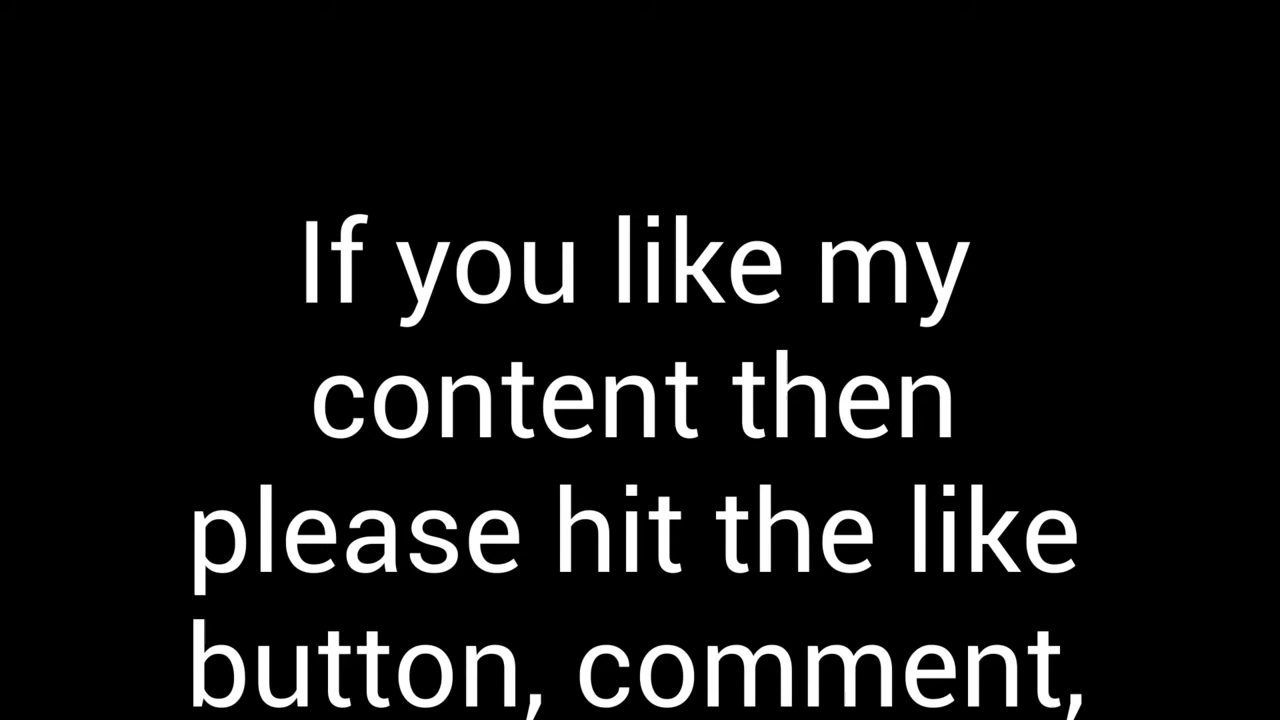 If you like my
content then
please hit the like
button, comment,